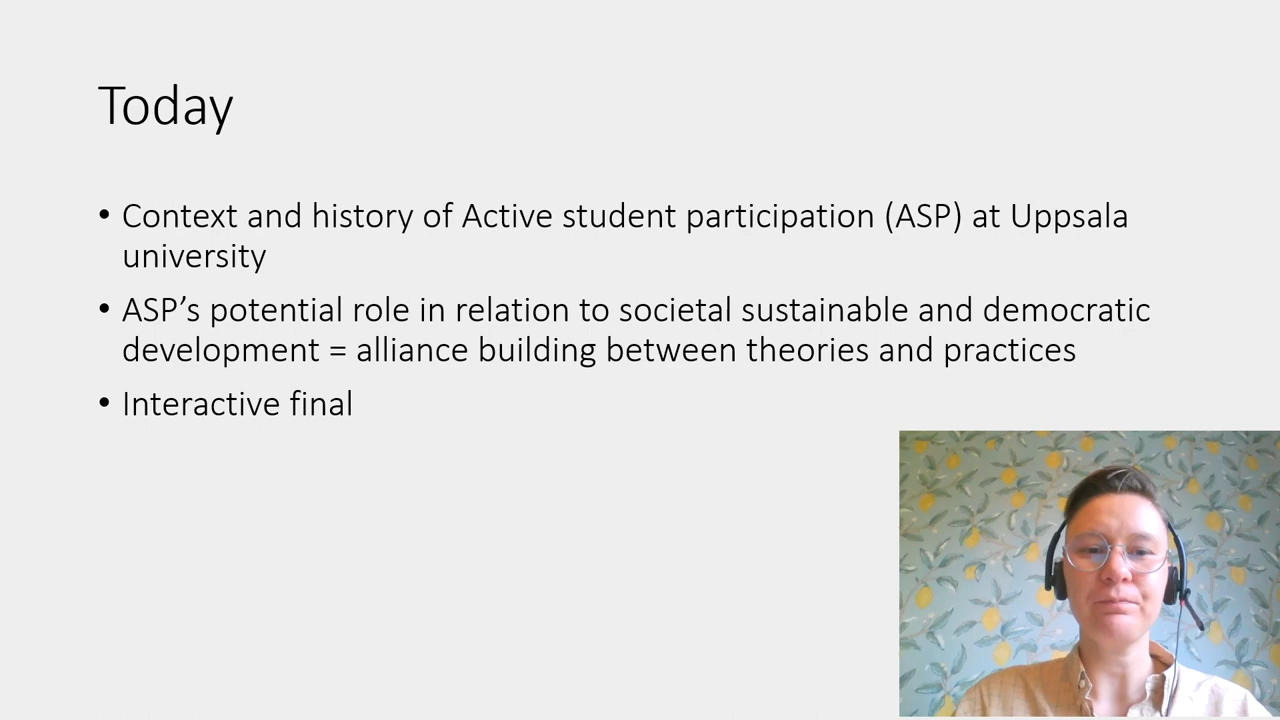 Today
• Context and history of Active student participation (ASP) at Uppsala
university
• ASP’s potential role in relation to societal sustainable and democratic
development = alliance building between theories and practices
• Interactive final